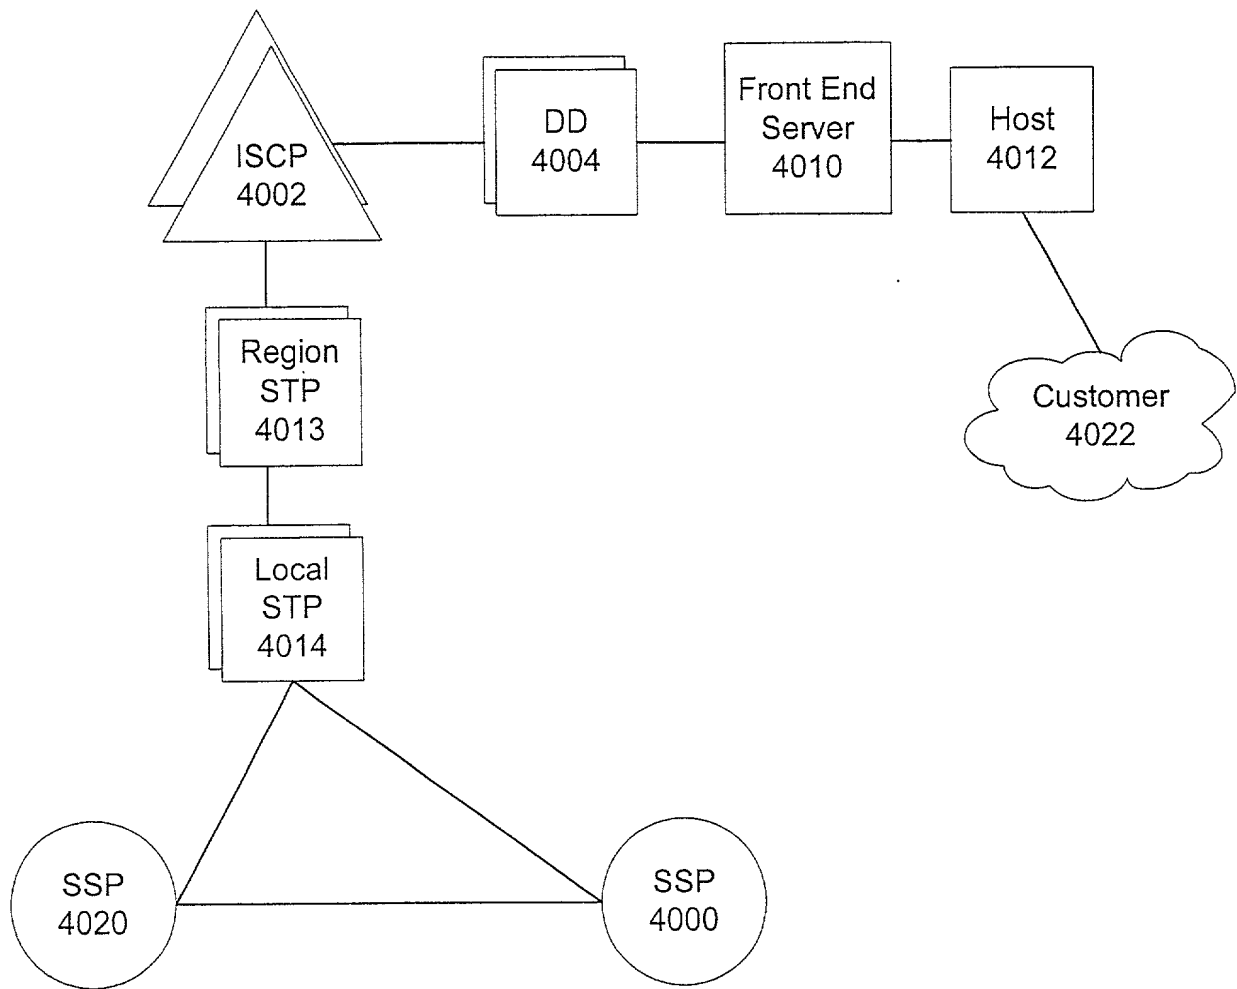 ISCP
4002
DD
4004
Front End
Server
4010
Host
4012
Region
STP
4013
Customer
4022
Local
STP
4014
SSP
4020
SSP
4000